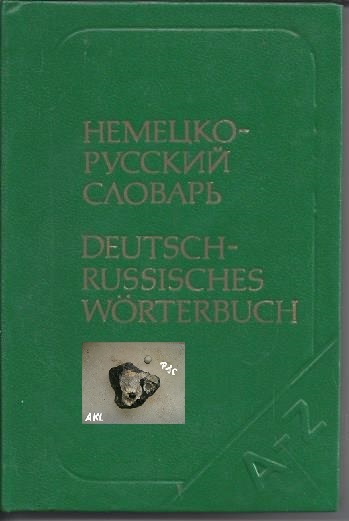 НЕМЕЦКО-
РУССКИЙ
СЛОВАРЬ
DEUTSCH-
RUSSISCHES
WÖRTERBUCH
AKL
A-Z